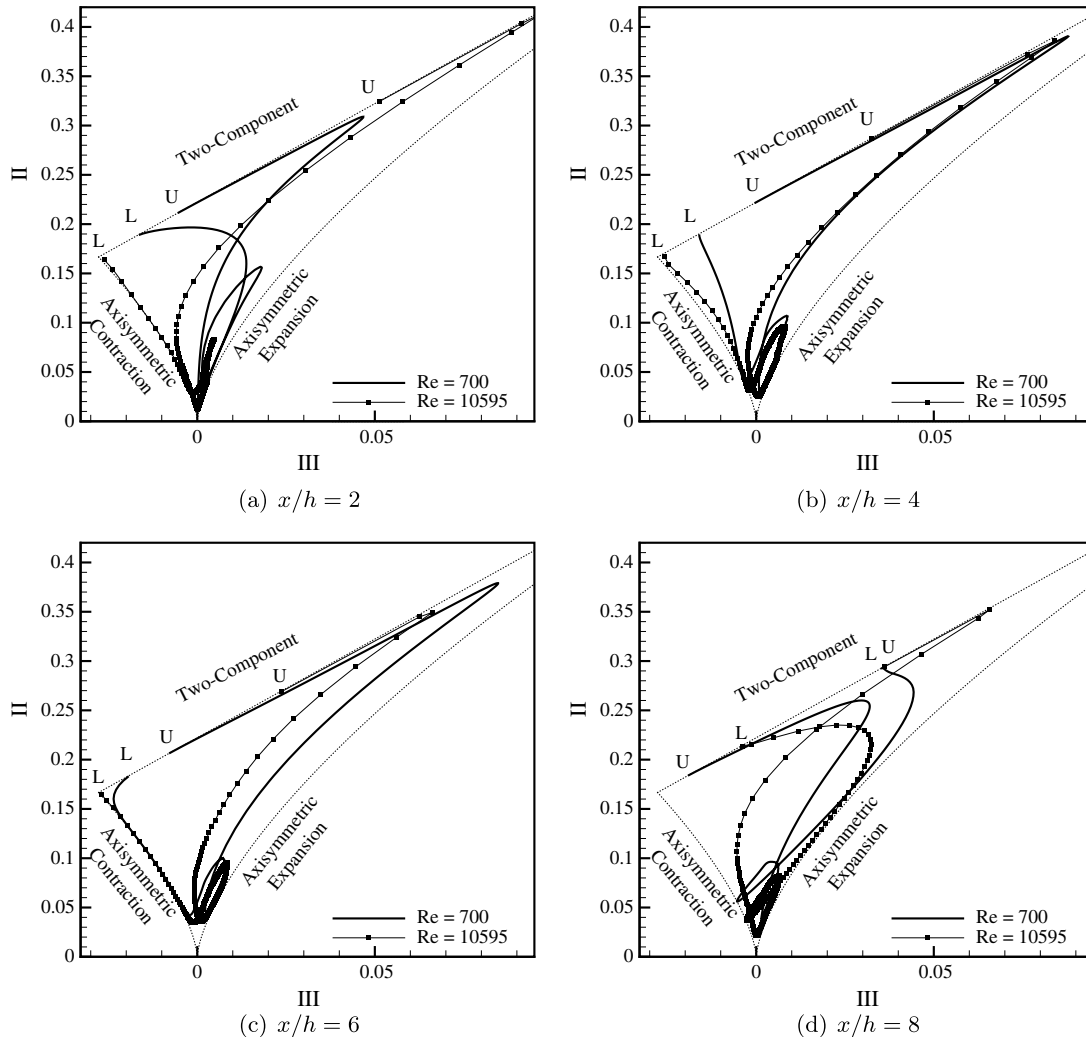 0.4
0.35
0.3
0.25
0.2
0.15
0.1
0.05
0
II
U
Two-Component
U
L
L
Axisymmetric
Contraction
Axisymmetric
Expansion
Re = 700
Re = 10595
0
0.05
III
(a) x/h = 2
0.4
0.35
0.3
0.25
0.2
0.15
0.1
0.05
0
II
Two-Component
U
U
L
L
Axisymmetric
Contraction
Axisymmetric
Expansion
Re = 700
Re = 10595
0
0.05
III
(b) x/h = 4
0.4
0.35
0.3
0.25
0.2
0.15
0.1
0.05
0
II
Two-Component
U
U
L
L
Axisymmetric
Contraction
Axisymmetric
Expansion
Re = 700
Re = 10595
0
0.05
III
(c) x/h = 6
0.4
0.35
0.3
0.25
0.2
0.15
0.1
0.05
0
II
Two-Component
L U
L
U
Axisymmetric
Contraction
Axisymmetric
Expansion
Re = 700
Re = 10595
0
0.05
III
(d) x/h = 8